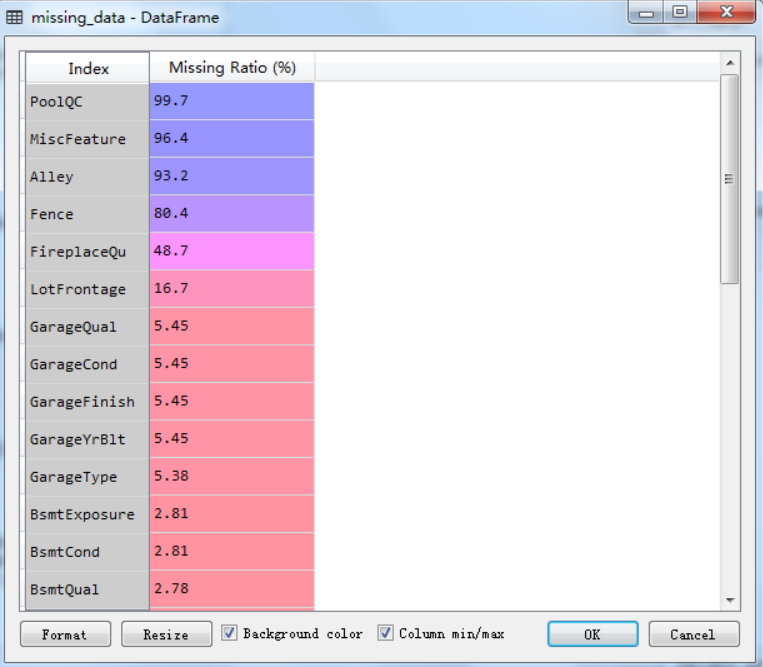 missing_data - DataFrame
Index Missing Ratio (%)
PoolQC 99.7
MiscFeature 96.4
Alley 93.2
Fence 80.4
FireplaceQu 48.7
LotFrontage 16.7
GarageQual 5.45
GarageCond 5.45
GarageFinish 5.45
GarageYrBlt 5.45
GarageType 5.38
BsmtExposure 2.81
BsmtCond 2.81
BsmtQual 2.78
Format Resize Background color Column min/max OK Cancel